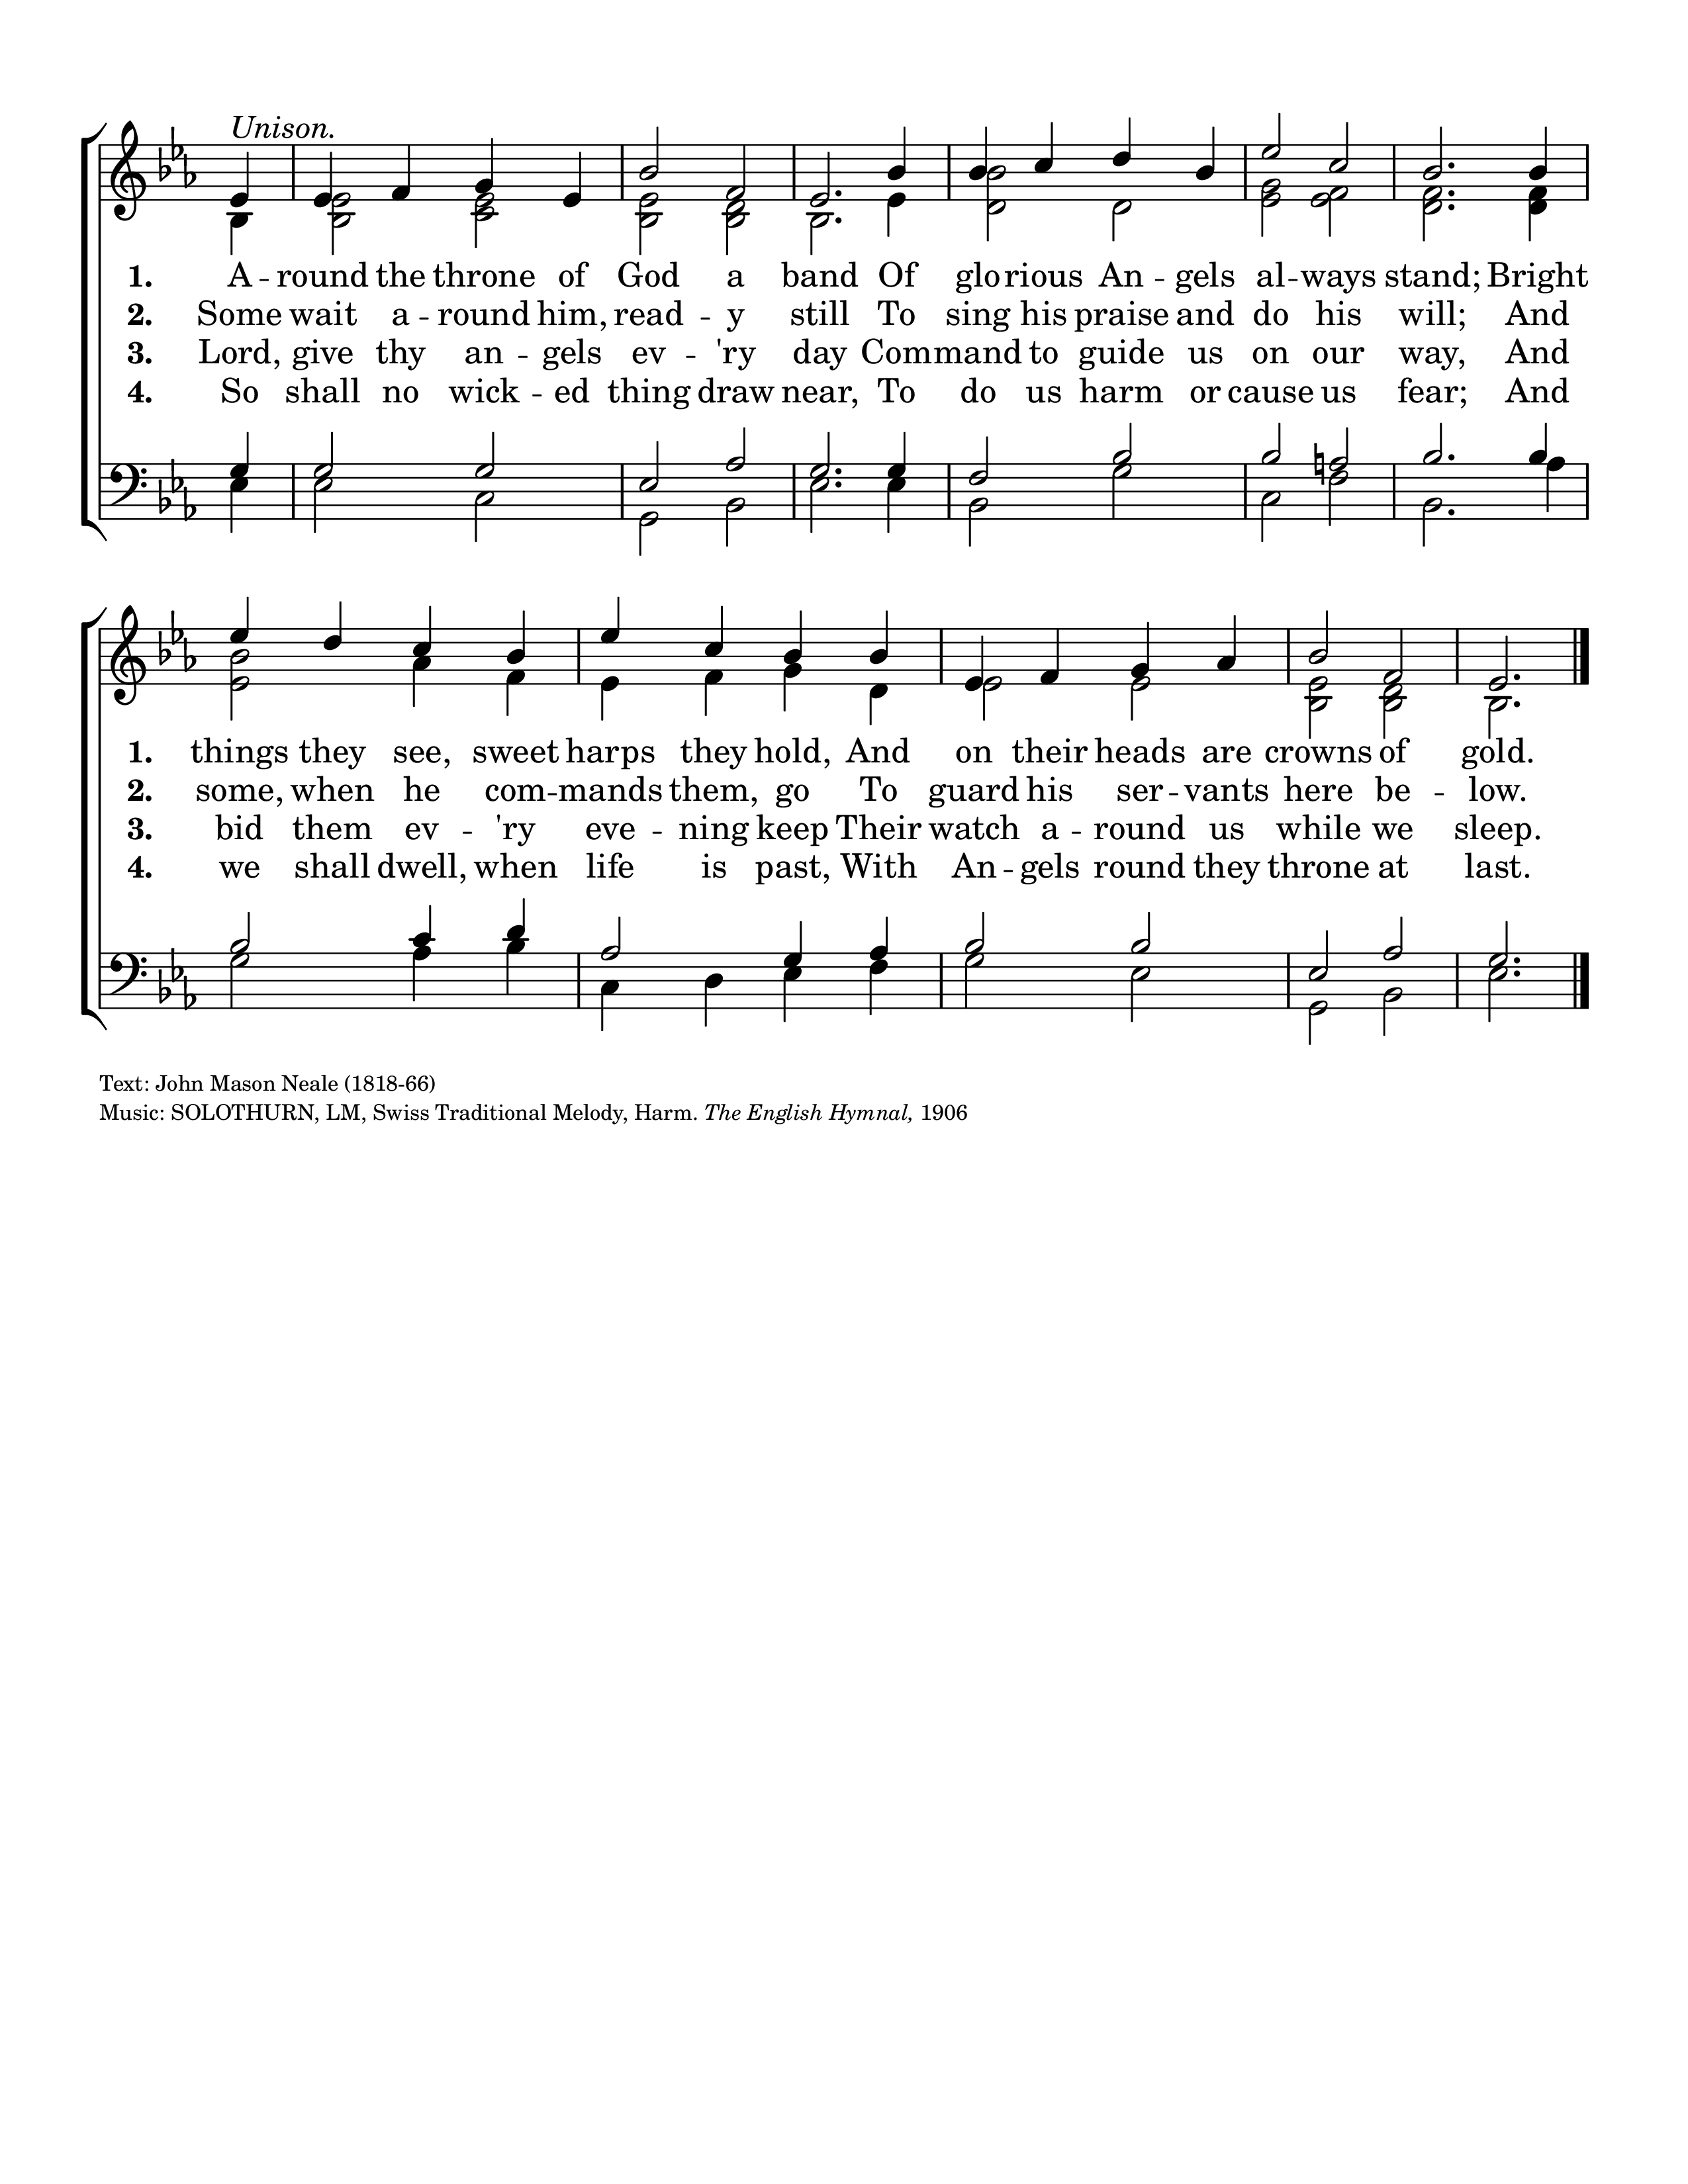 Unison.
1. A -- round the throne of God a band Of glo -- rious An -- gels al -- ways stand; Bright
2. Some wait a -- round him, read -- y still To sing his praise and do his will; And
3. Lord, give thy an -- gels ev -- 'ry day Command to guide us on our way, And
4. So shall no wick -- ed thing draw near, To do us harm or cause us fear; And
1. things they see, sweet harps they hold, And on their heads are crowns of gold.
2. some, when he com -- mands them, go To guard his ser -- vants here be -- low.
3. bid them ev -- 'ry eve -- ning keep Their watch a -- round us while we sleep.
4. we shall dwell, when life is past, With An -- gels round they throne at last.
Text: John Mason Neale (1818-66)
Music: SOLOTHURN, LM, Swiss Traditional Melody, Harm. The English Hymnal, 1906